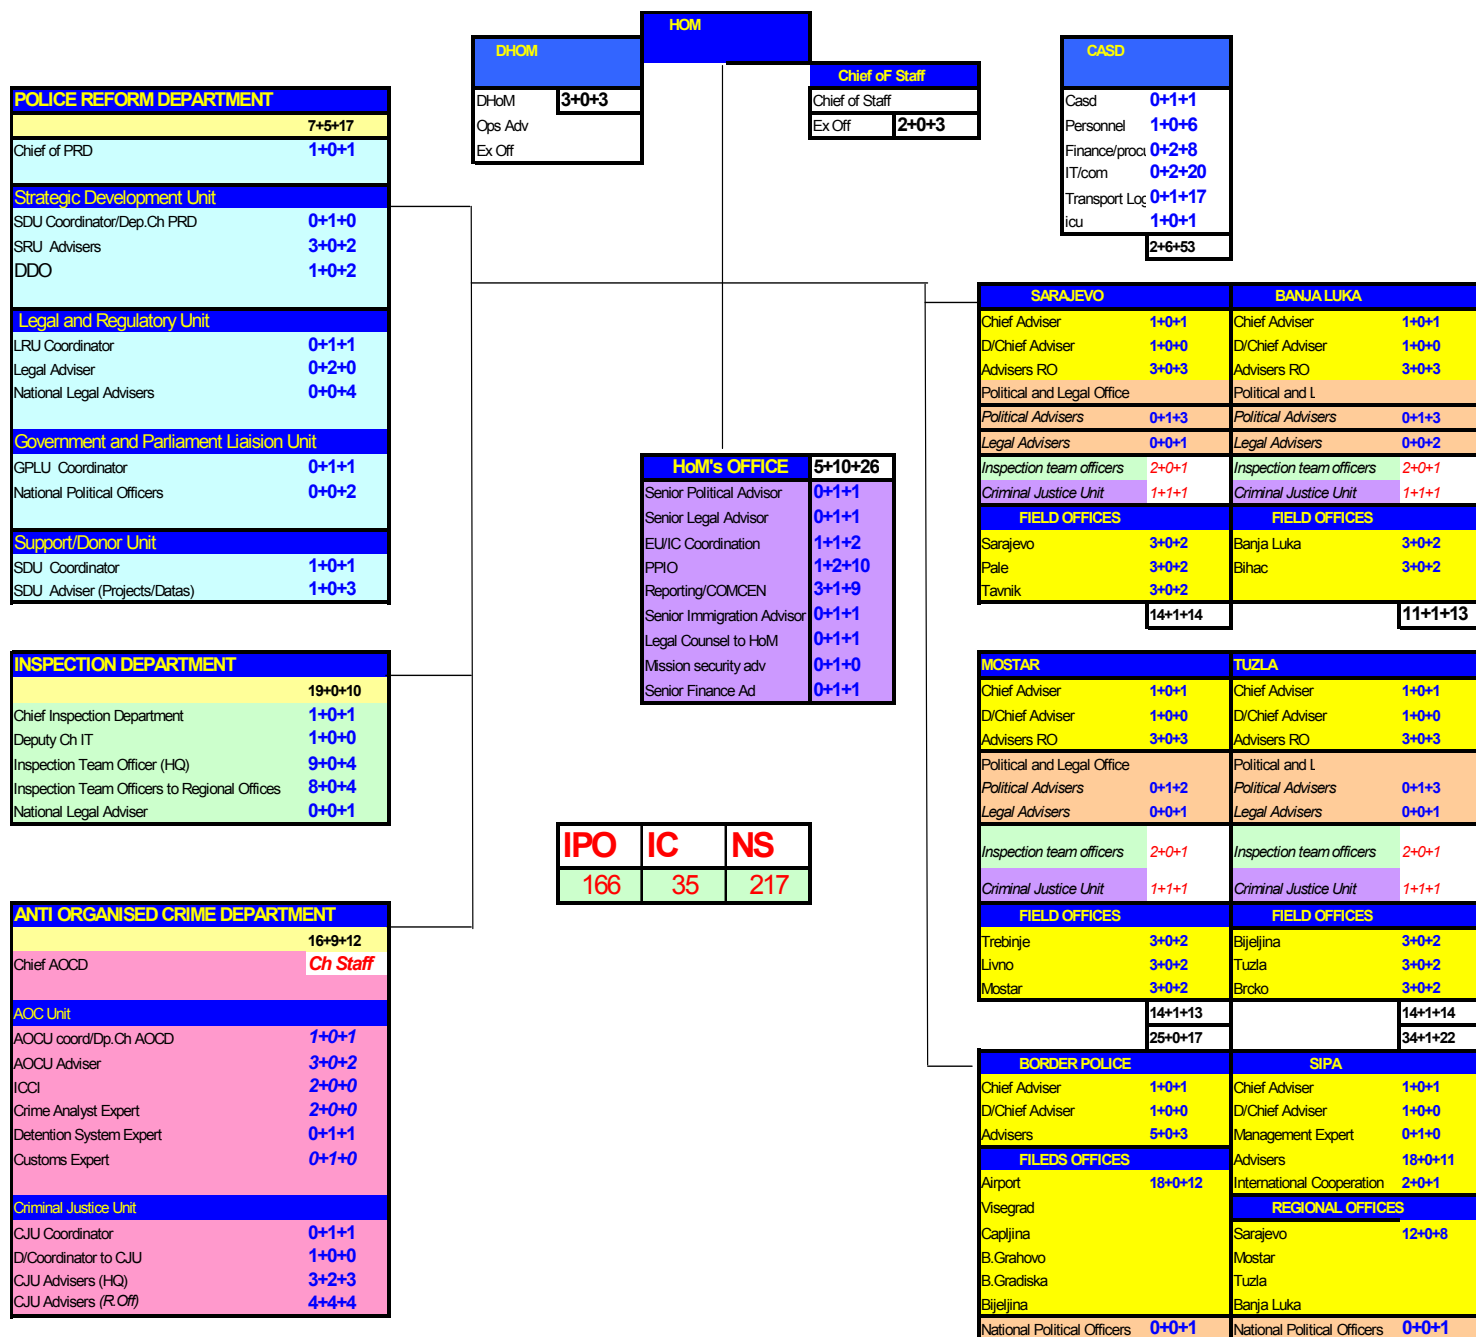 HOM
DHOM
DHoM 3+0+3
Ops Adv
Ex Off
Chief oF Staff
Chief of Staff
Ex Off 2+0+3
CASD
Casd 0+1+1
Personnel 1+0+6
Finance/procu 0+2+8
IT/com 0+2+20
Transport Log 0+1+17
icu 1+0+1
2+6+53
POLICE REFORM DEPARTMENT
7+5+17
Chief of PRD 1+0+1
Strategic Development Unit
SDU Coordinator/Dep.Ch PRD 0+1+0
SRU Advisers 3+0+2
DDO 1+0+2
Legal and Regulatory Unit
LRU Coordinator 0+1+1
Legal Adviser 0+2+0
National Legal Advisers 0+0+4
Government and Parliament Liaision Unit
GPLU Coordinator 0+1+1
National Political Officers 0+0+2
Support/Donor Unit
SDU Coordinator 1+0+1
SDU Adviser (Projects/Datas) 1+0+3
INSPECTION DEPARTMENT
19+0+10
Chief Inspection Department 1+0+1
Deputy Ch IT 1+0+0
Inspection Team Officer (HQ) 9+0+4
Inspection Team Officers to Regional Offices 8+0+4
National Legal Adviser 0+0+1
ANTI ORGANISED CRIME DEPARTMENT
16+9+12
Chief AOCD Ch Staff
AOC Unit
AOCU coord/Dp.Ch AOCD 1+0+1
AOCU Adviser 3+0+2
ICCI 2+0+0
Crime Analyst Expert 2+0+0
Detention System Expert 0+1+1
Customs Expert 0+1+0
Criminal Justice Unit
CJU Coordinator 0+1+1
D/Coordinator to CJU 1+0+0
CJU Advisers (HQ) 3+2+3
CJU Advisers (R.Off) 4+4+4
HoM's OFFICE 5+10+26
Senior Political Advisor 0+1+1
Senior Legal Advisor 0+1+1
EU/IC Coordination 1+1+2
PPIO 1+2+10
Reporting/COMCEN 3+1+9
Senior Immigration Advisor 0+1+1
Legal Counsel to HoM 0+1+1
Mission security adv 0+1+0
Senior Finance Ad 0+1+1
IPO IC NS
166 35 217
SARAJEVO BANJA LUKA
Chief Adviser 1+0+1 Chief Adviser 1+0+1
D/Chief Adviser 1+0+0 D/Chief Adviser 1+0+0
Advisers RO 3+0+3 Advisers RO 3+0+3
Political and Legal Office Political and L
Political Advisers 0+1+3 Political Advisers 0+1+3
Legal Advisers 0+0+1 Legal Advisers 0+0+2
Inspection team officers 2+0+1 Inspection team officers 2+0+1
Criminal Justice Unit 1+1+1 Criminal Justice Unit 1+1+1
FIELD OFFICES FIELD OFFICES
Sarajevo 3+0+2 Banja Luka 3+0+2
Pale 3+0+2 Bihac 3+0+2
Tavnik 3+0+2
14+1+14 11+1+13
MOSTAR TUZLA
Chief Adviser 1+0+1 Chief Adviser 1+0+1
D/Chief Adviser 1+0+0 D/Chief Adviser 1+0+0
Advisers RO 3+0+3 Advisers RO 3+0+3
Political and Legal Office Political and L
Political Advisers 0+1+2 Political Advisers 0+1+3
Legal Advisers 0+0+1 Legal Advisers 0+0+1
Inspection team officers 2+0+1 Inspection team officers 2+0+1
Criminal Justice Unit 1+1+1 Criminal Justice Unit 1+1+1
FIELD OFFICES FIELD OFFICES
Trebinje 3+0+2 Bijeljina 3+0+2
Livno 3+0+2 Tuzla 3+0+2
Mostar 3+0+2 Brcko 3+0+2
14+1+13 14+1+14
25+0+17 34+1+22
BORDER POLICE SIPA
Chief Adviser 1+0+1 Chief Adviser 1+0+1
D/Chief Adviser 1+0+0 D/Chief Adviser 1+0+0
Advisers 5+0+3 Management Expert 0+1+0
FILEDS OFFICES Advisers 18+0+11
Airport 18+0+12 International Cooperation 2+0+1
Visegrad REGIONAL OFFICES
Capljina Sarajevo 12+0+8
B.Grahovo Mostar
B.Gradiska Tuzla
Bijeljina Banja Luka
National Political Officers 0+0+1 National Political Officers 0+0+1